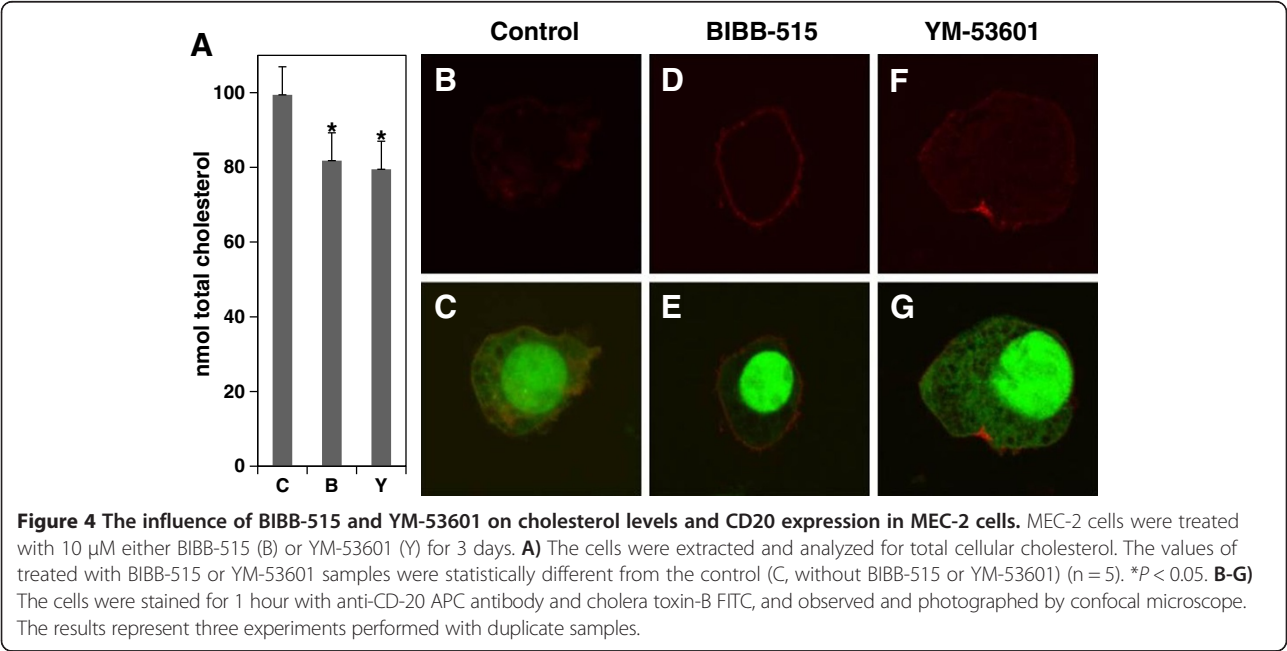 Control BIBB-515 YM-53601
A
B
D
F
100
80
60
40
20
0
* *
nmol total cholesterol
C B Y
C
E
G
Figure 4 The influence of BIBB-515 and YM-53601 on cholesterol levels and CD20 expression in MEC-2 cells. MEC-2 cells were treated
with 10 µM either BIBB-515 (B) or YM-53601 (Y) for 3 days. A) The cells were extracted and analyzed for total cellular cholesterol. The values of
treated with BIBB-515 or YM-53601 samples were statistically different from the control (C, without BIBB-515 or YM-53601) (n = 5). *P < 0.05. B-G)
The cells were stained for 1 hour with anti-CD-20 APC antibody and cholera toxin-B FITC, and observed and photographed by confocal microscope.
The results represent three experiments performed with duplicate samples.